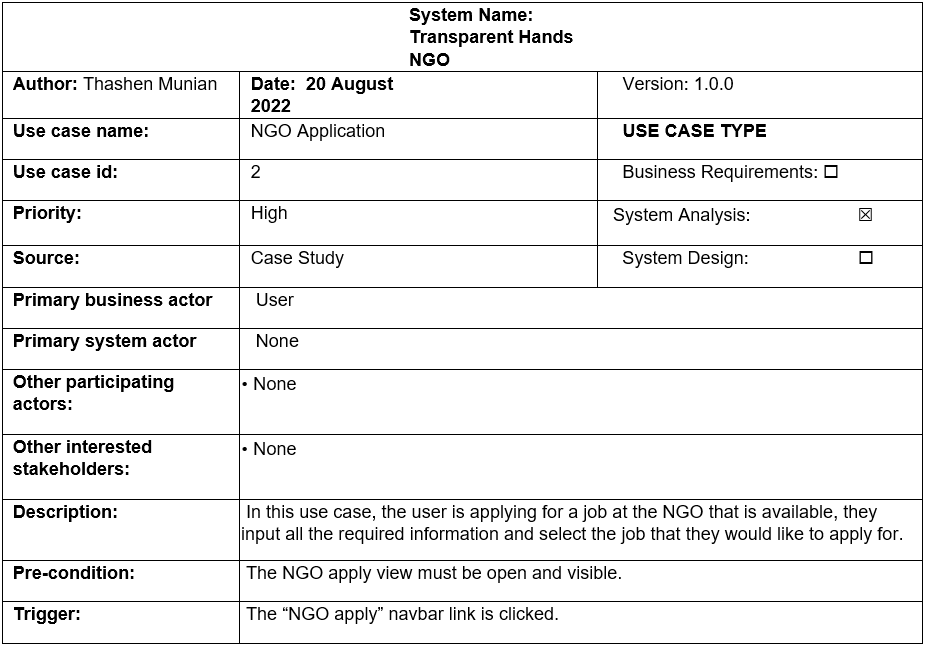 System Name:
Transparent Hands
NGO
Author: Thashen Munian
Date: 20 August
2022
Version: 1.0.0
Use case name:
NGO Application
USE CASE TYPE
Use case id:
2
Business Requirements: ☐
Priority:
High
System Analysis: ☒
Source:
Case Study
System Design: ☐
Primary business actor
User
Primary system actor
None
Other participating
actors:
• None
Other interested
stakeholders:
• None
Description:
In this use case, the user is applying for a job at the NGO that is available, they
input all the required information and select the job that they would like to apply for.
Pre-condition:
The NGO apply view must be open and visible.
Trigger:
The “NGO apply” navbar link is clicked.